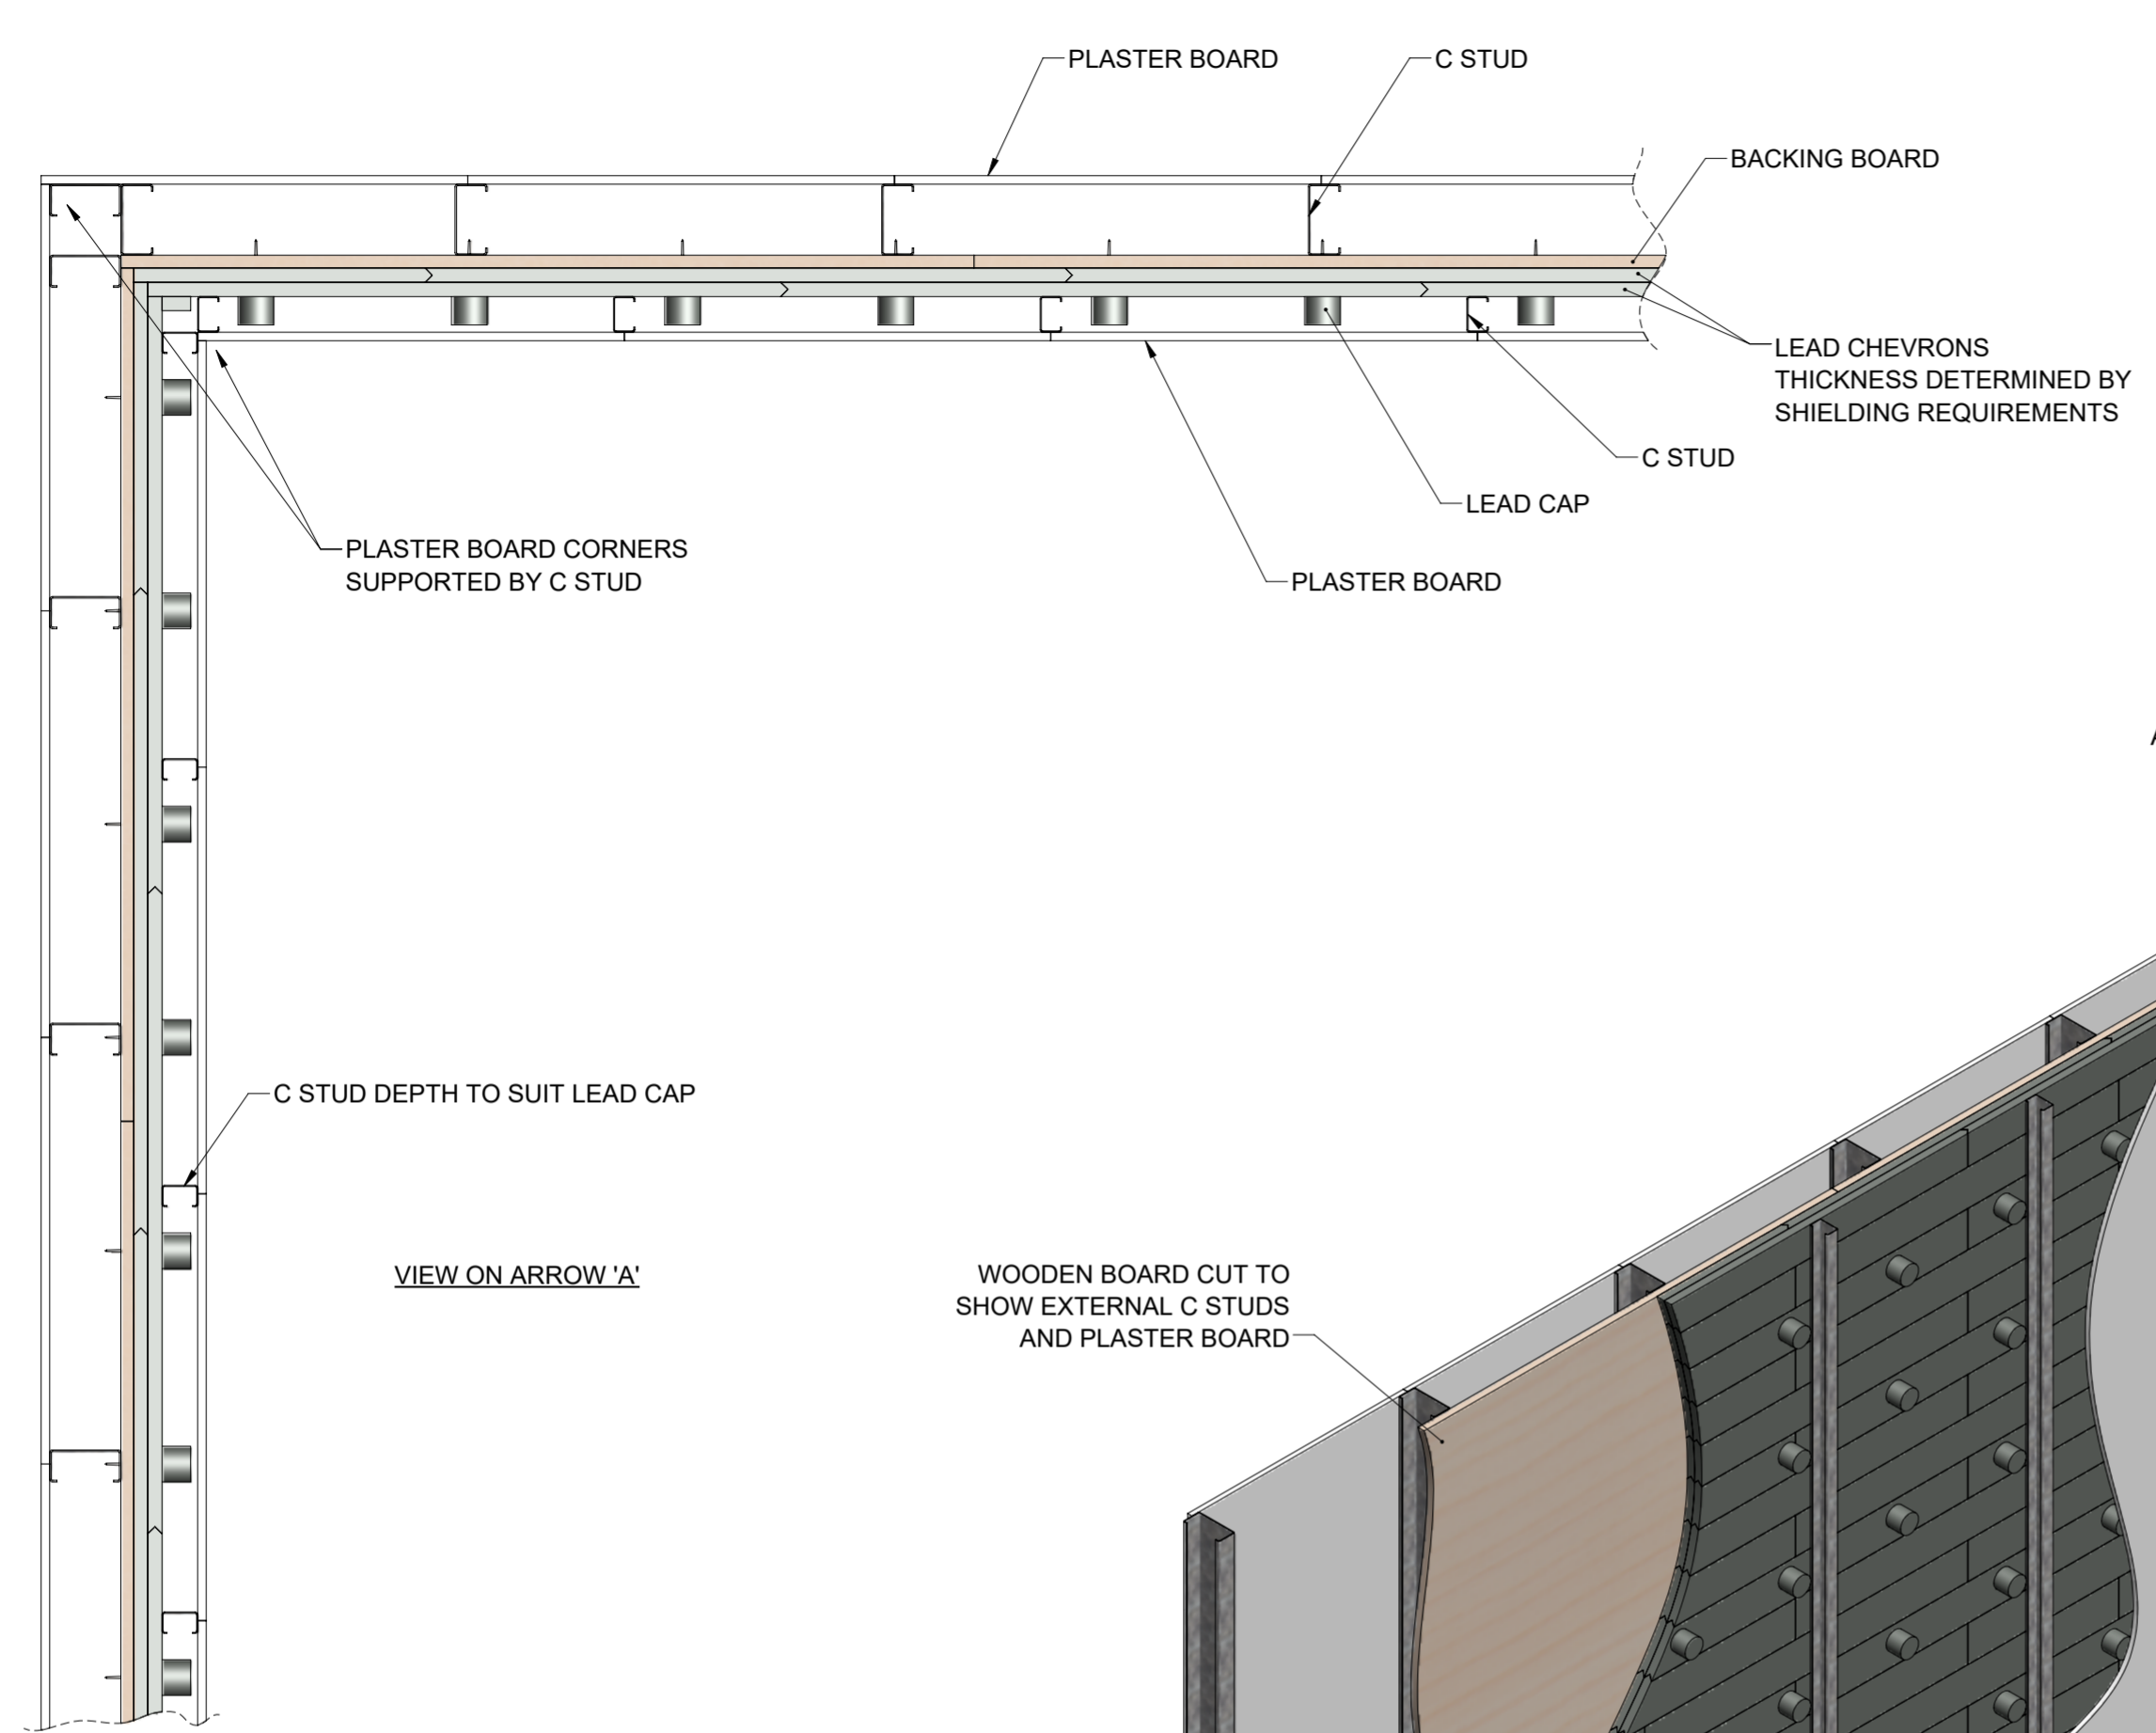 PLASTER BOARD
C STUD
BACKING BOARD
LEAD CHEVRONS
THICKNESS DETERMINED BY
SHIELDING REQUIREMENTS
C STUD
LEAD CAP
PLASTER BOARD CORNERS
SUPPORTED BY C STUD
PLASTER BOARD
A
C STUD DEPTH TO SUIT LEAD CAP
VIEW ON ARROW 'A'
WOODEN BOARD CUT TO
SHOW EXTERNAL C STUDS
AND PLASTER BOARD